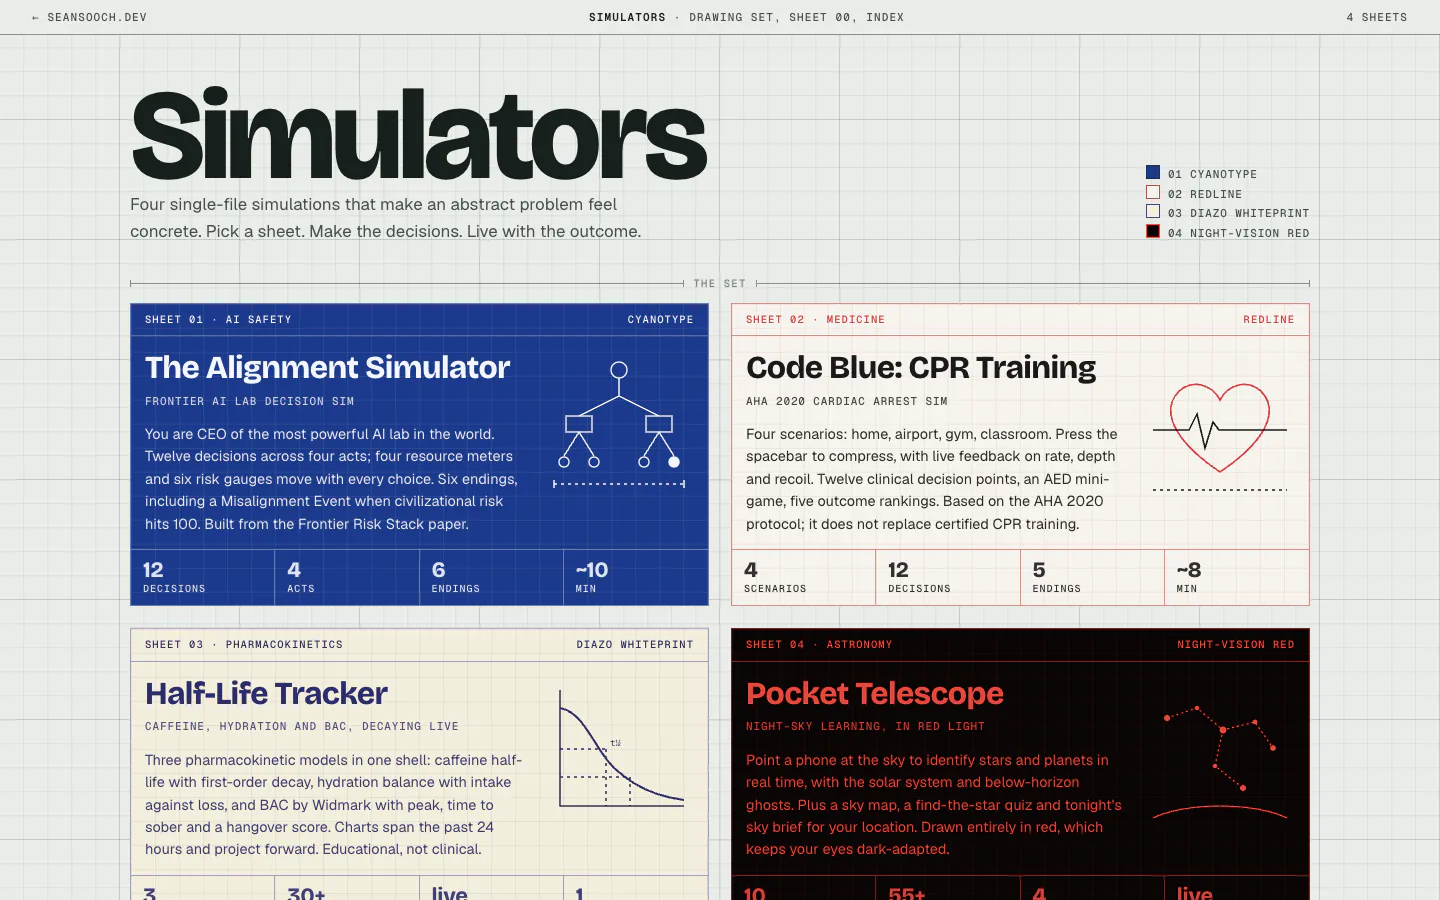 ← SEANSOOCH.DEV
SIMULATORS · DRAWING SET, SHEET 00, INDEX
4 SHEETS
Simulators
Four single-file simulations that make an abstract problem feel
concrete. Pick a sheet. Make the decisions. Live with the outcome.
01 CYANOTYPE
02 REDLINE
03 DIAZO WHITEPRINT
04 NIGHT-VISION RED
THE SET
SHEET 01 · AI SAFETY
CYANOTYPE
The Alignment Simulator
FRONTIER AI LAB DECISION SIM
You are CEO of the most powerful AI lab in the world.
Twelve decisions across four acts; four resource meters
and six risk gauges move with every choice. Six endings,
including a Misalignment Event when civilizational risk
hits 100. Built from the Frontier Risk Stack paper.
12
DECISIONS
4
ACTS
6
ENDINGS
~10
MIN
SHEET 02 · MEDICINE
REDLINE
Code Blue: CPR Training
AHA 2020 CARDIAC ARREST SIM
Four scenarios: home, airport, gym, classroom. Press the
spacebar to compress, with live feedback on rate, depth
and recoil. Twelve clinical decision points, an AED mini-
game, five outcome rankings. Based on the AHA 2020
protocol; it does not replace certified CPR training.
4
SCENARIOS
12
DECISIONS
5
ENDINGS
~8
MIN
SHEET 03 · PHARMACOKINETICS
DIAZO WHITEPRINT
Half-Life Tracker
CAFFEINE, HYDRATION AND BAC, DECAYING LIVE
Three pharmacokinetic models in one shell: caffeine half-
life with first-order decay, hydration balance with intake
against loss, and BAC by Widmark with peak, time to
sober and a hangover score. Charts span the past 24
hours and project forward. Educational, not clinical.
t½
3
30+
live
1
SHEET 04 · ASTRONOMY
NIGHT-VISION RED
Pocket Telescope
NIGHT-SKY LEARNING, IN RED LIGHT
Point a phone at the sky to identify stars and planets in
real time, with the solar system and below-horizon
ghosts. Plus a sky map, a find-the-star quiz and tonight's
sky brief for your location. Drawn entirely in red, which
keeps your eyes dark-adapted.
10
55+
4
live